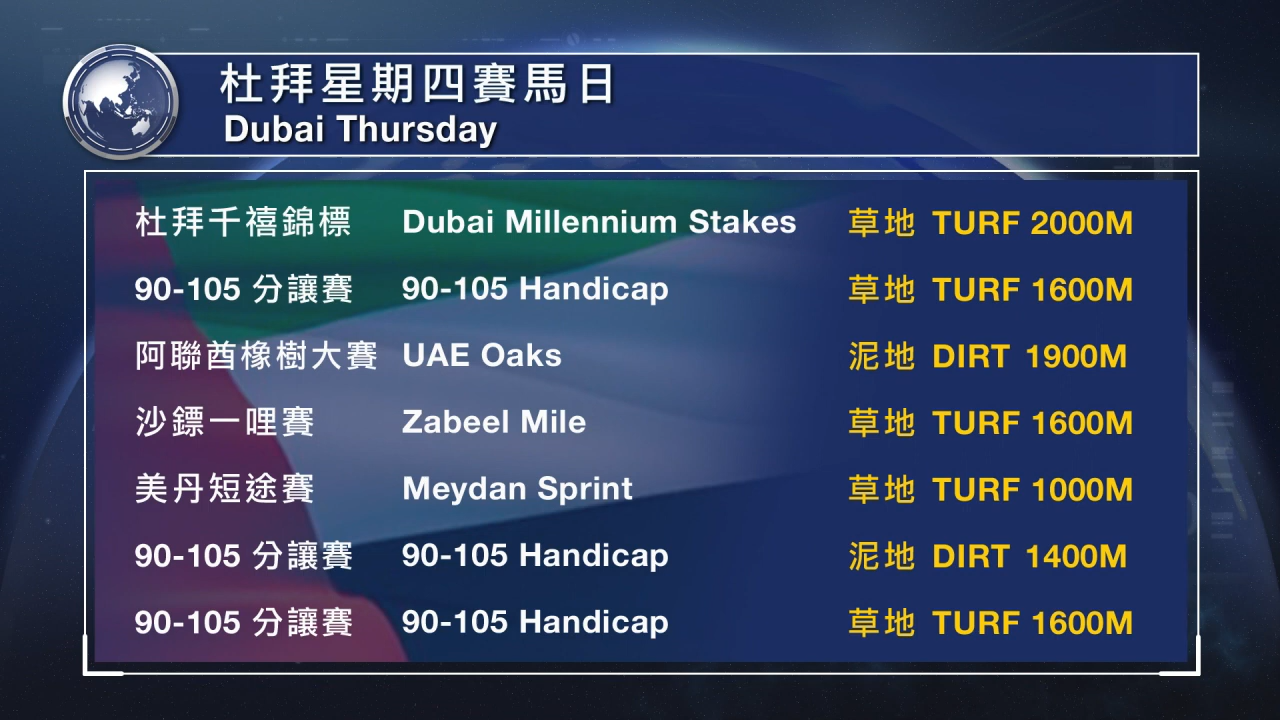 杜拜星期四賽馬日
Dubai Thursday
杜拜千禧錦標 Dubai Millennium Stakes 草地 TURF 2000M
90-105 分讓賽 90-105 Handicap 草地 TURF 1600M
阿聯酋橡樹大賽 UAE Oaks 泥地 DIRT 1900M
沙鏢一哩賽 Zabeel Mile 草地 TURF 1600M
美丹短途賽 Meydan Sprint 草地 TURF 1000M
90-105 分讓賽 90-105 Handicap 泥地 DIRT 1400M
90-105 分讓賽 90-105 Handicap 草地 TURF 1600M